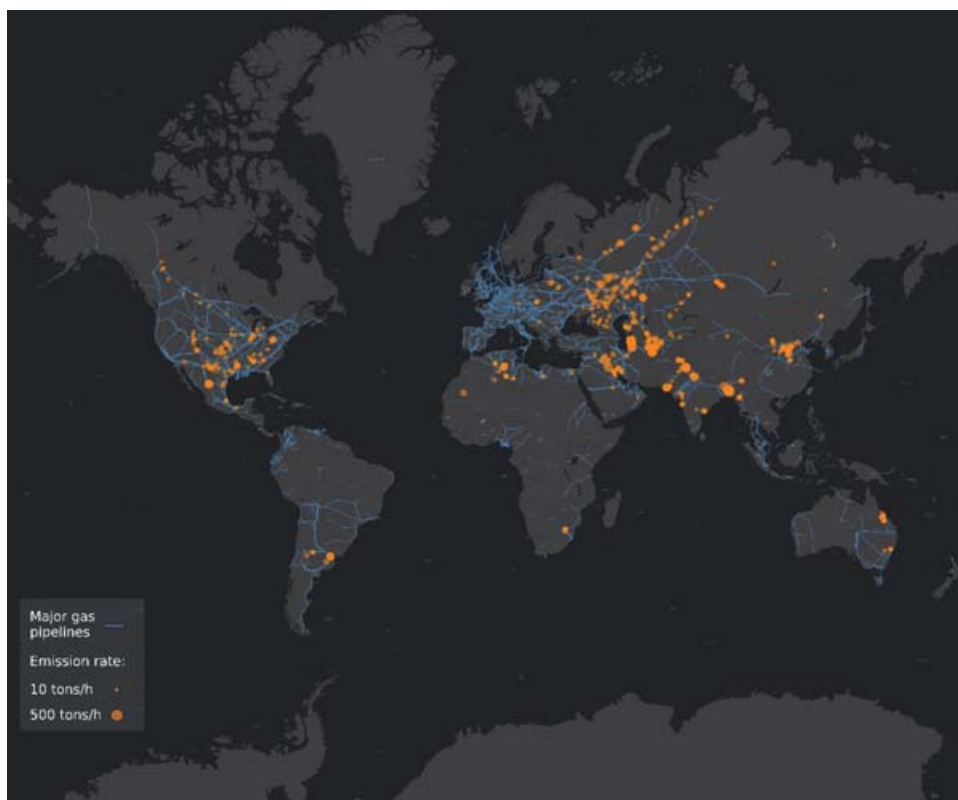 Major gas
pipelines
Emission rate:
10 tons/h
500 tons/h